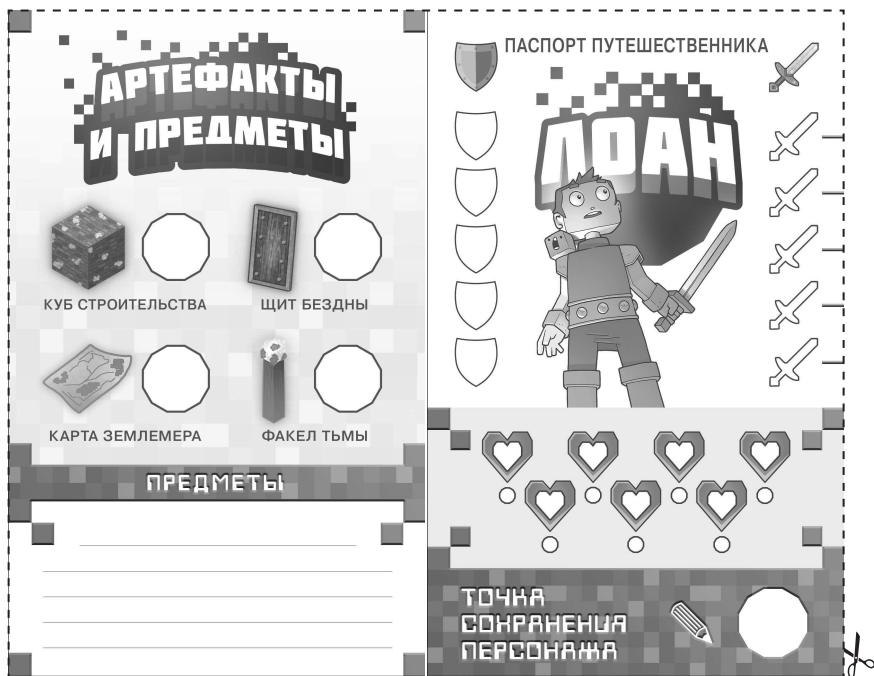 АРТЕФАКТЫ
И ПРЕДМЕТЫ
КУБ СТРОИТЕЛЬСТВА
ЩИТ БЕЗДНЫ
КАРТА ЗЕМЛЕМЕРА
ФАКЕЛ ТЬМЫ
ПРЕДМЕТЫ
ПАСПОРТ ПУТЕШЕСТВЕННИКА
ЛОАН
ТОЧКА
СОХРАНЕНИЯ
ПЕРСОНАЖА